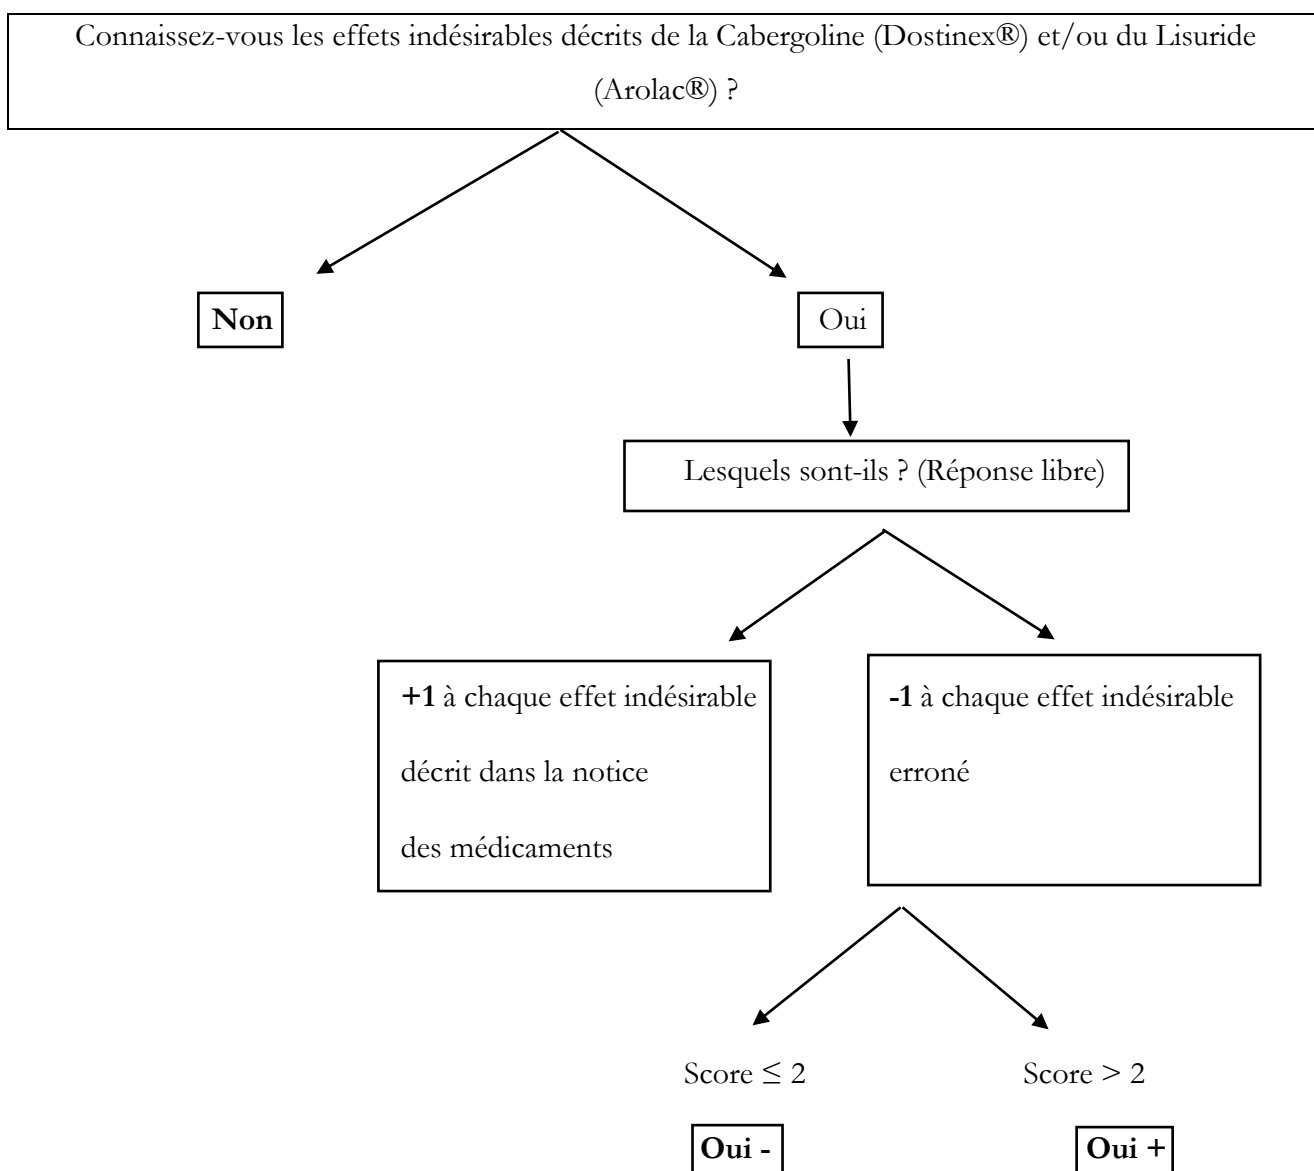 Connaissez-vous les effets indésirables décrits de la Cabergoline (Dostinex®) et/ou du Lisuride
(Arolac®) ?
Non
Oui
Lesquels sont-ils ? (Réponse libre)
+1 à chaque effet indésirable
décrit dans la notice
des médicaments
-1 à chaque effet indésirable
erroné
Score ≤ 2
Score > 2
Oui -
Oui +